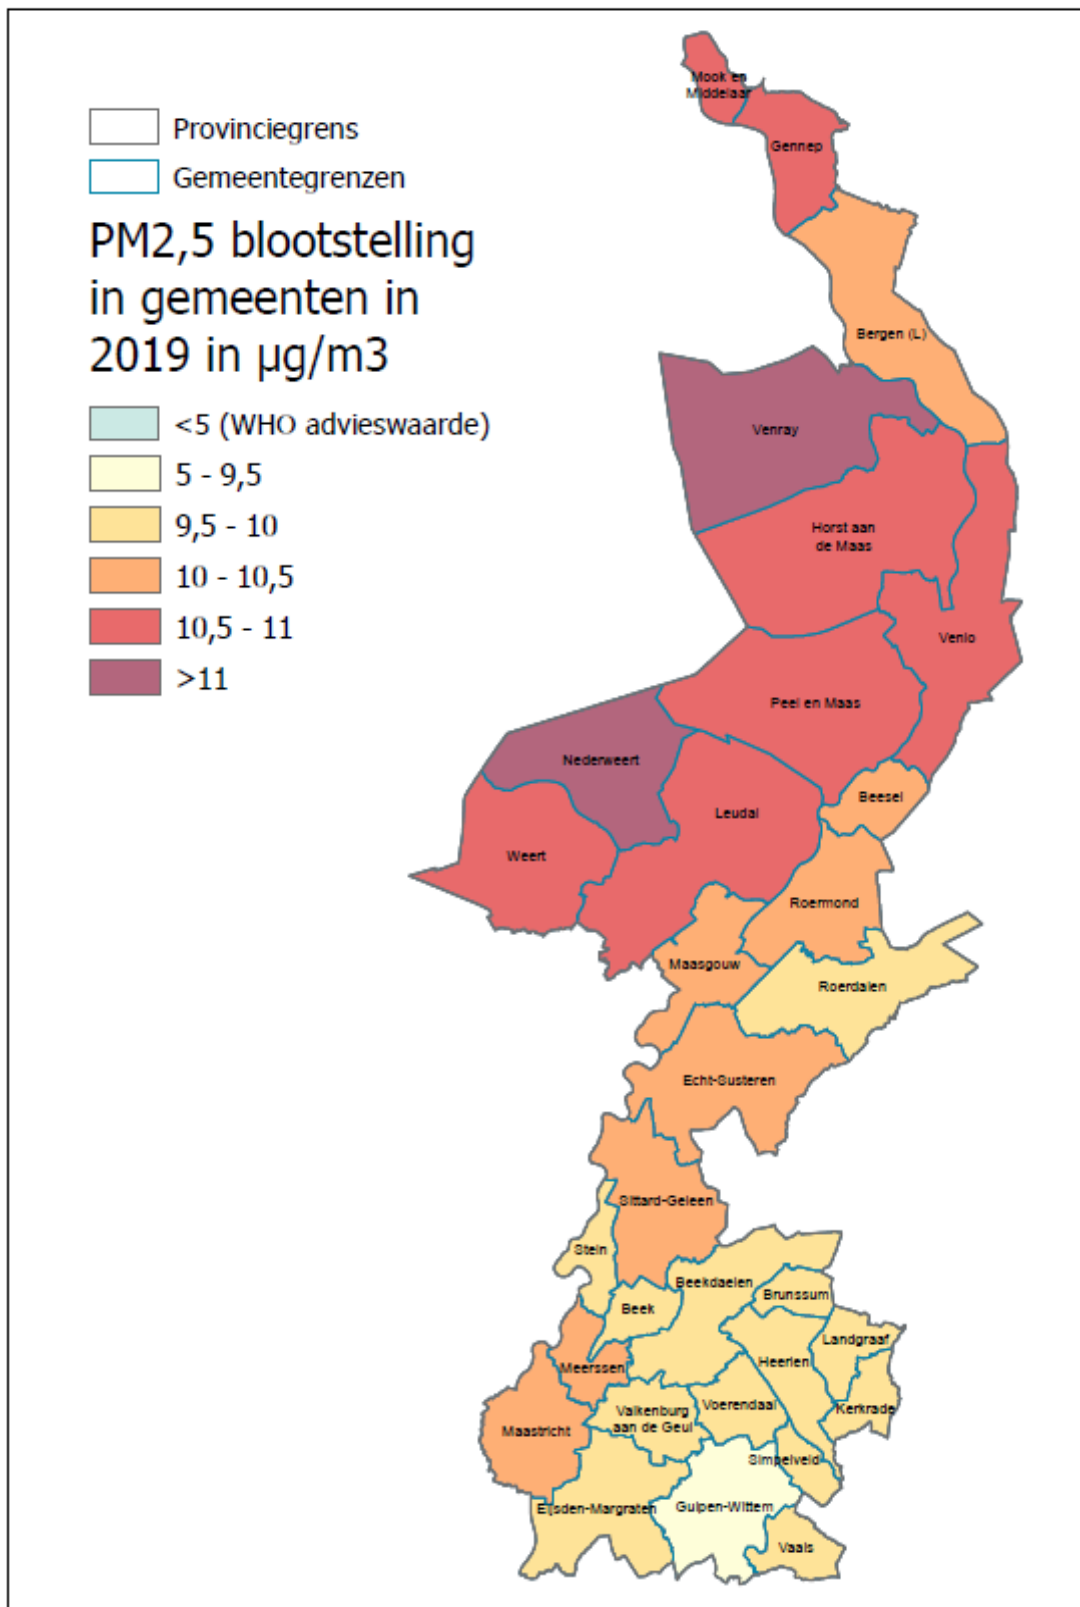 Provinciegrens
Gemeentegrenzen
PM2,5 blootstelling
in gemeenten in
2019 in µg/m3
<5 (WHO advieswaarde)
5 - 9,5
9,5 - 10
10 - 10,5
10,5 - 11
>11
Mook en
Middelaar
Gennep
Bergen (L)
Venray
Horst aan
de Maas
Venlo
Peel en Maas
Nederweert
Beesel
Leudal
Weert
Roermond
Maasgouw
Roerdalen
Echt-Susteren
Sittard-Geleen
Stein
Beekdaelen
Brunssum
Beek
Landgraaf
Heerlen
Meerssen
Kerkrade
Voerendaal
Valkenburg
aan de Geul
Maastricht
Simpelveld
Eijsden-Margraten
Gulpen-Wittem
Vaals